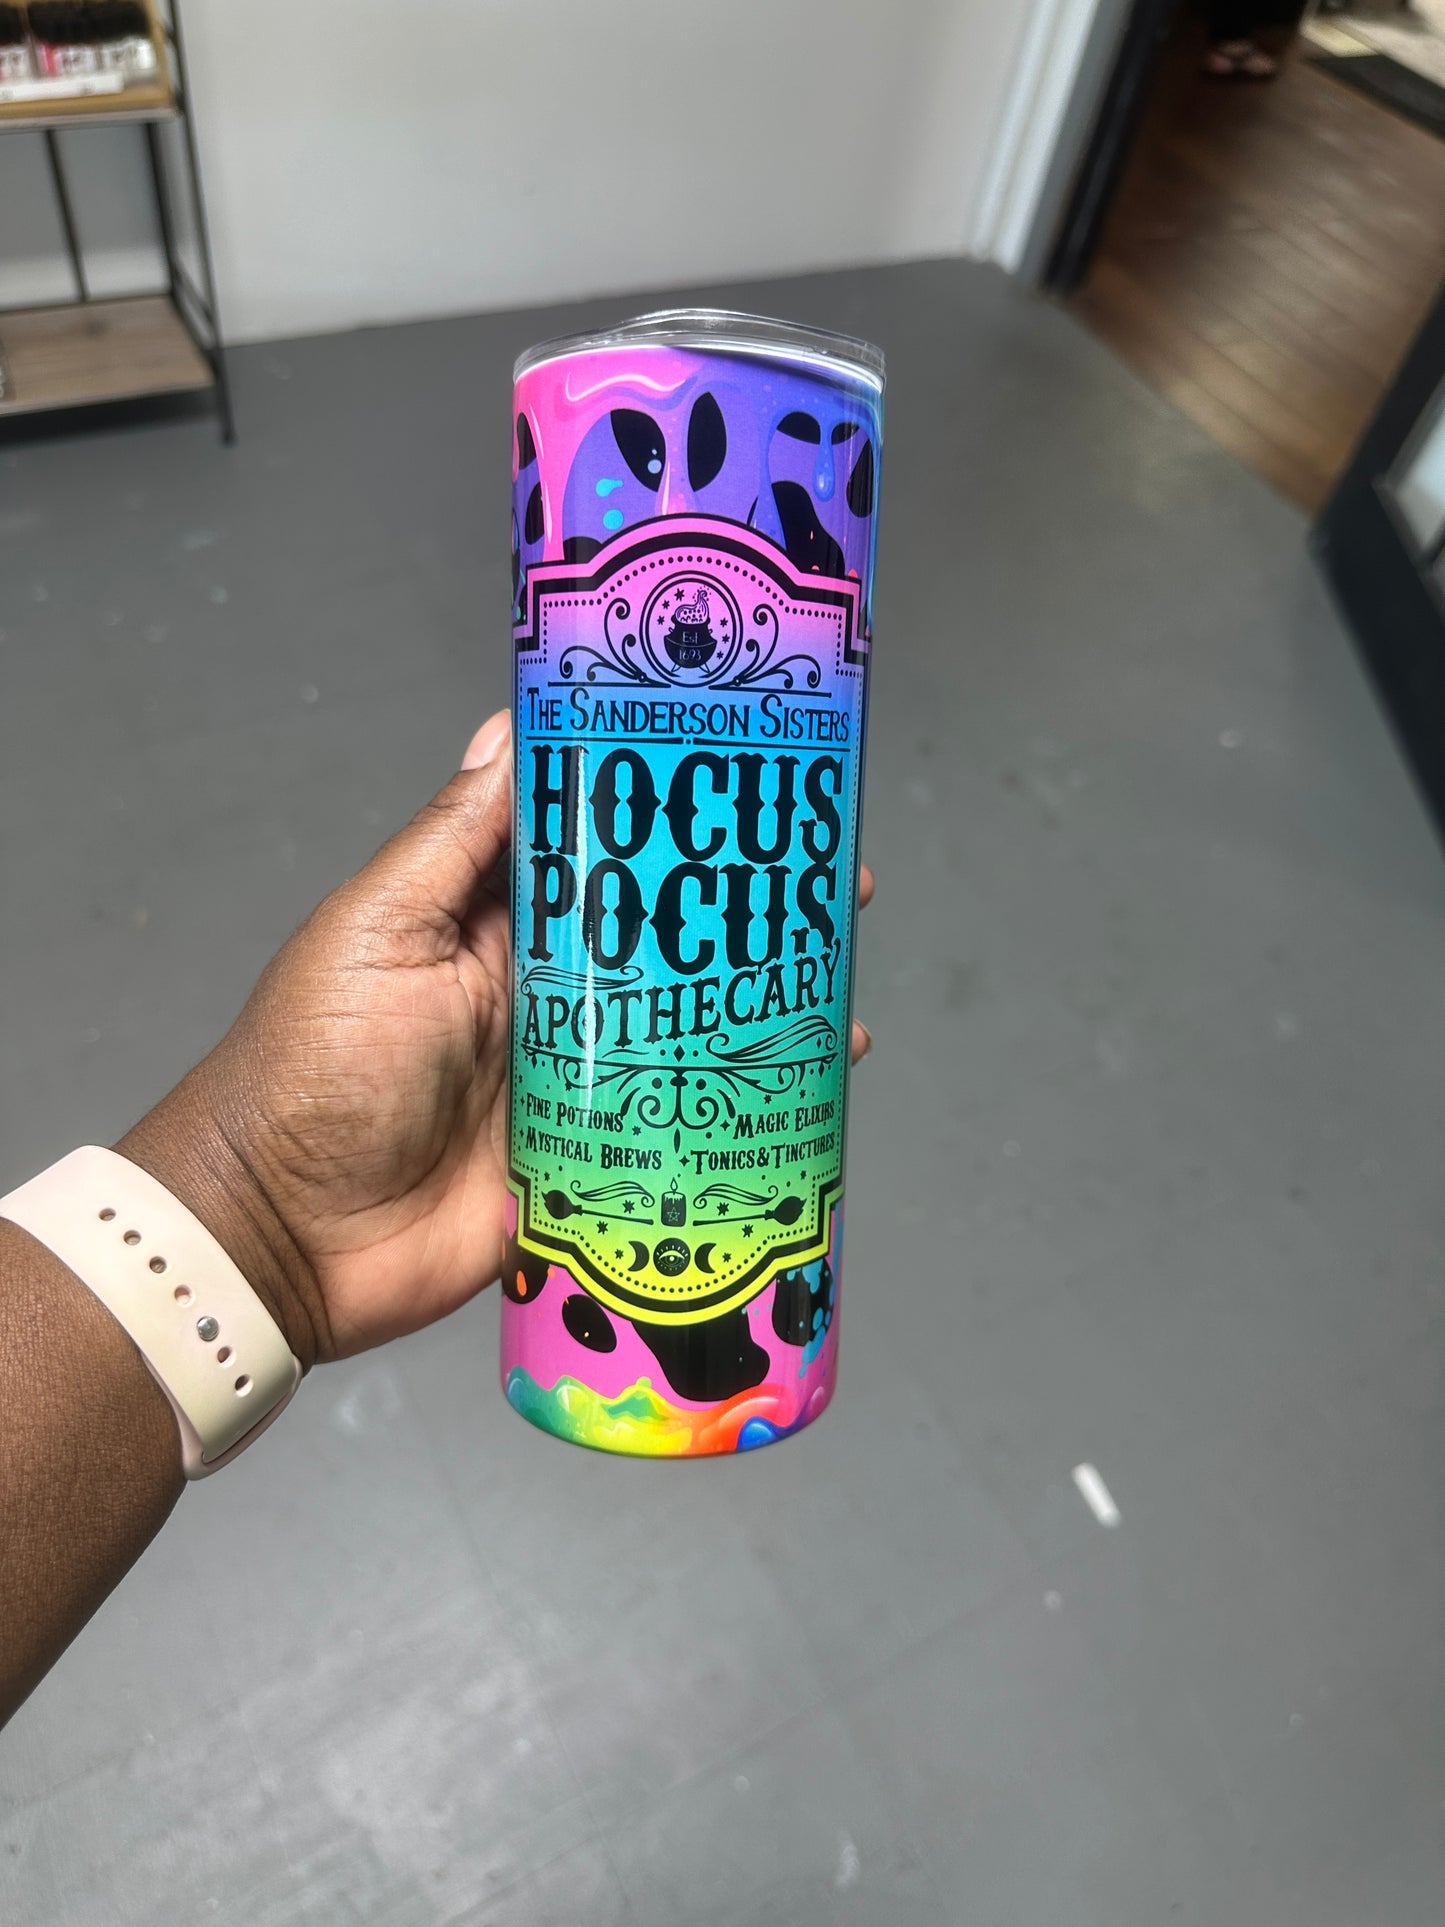 Est
1693
The Sanderson Sisters
HOCUS
POCUS
APOTHECARY
Fine Potions Magic Elixirs
Mystical Brews Tonics & Tinctures